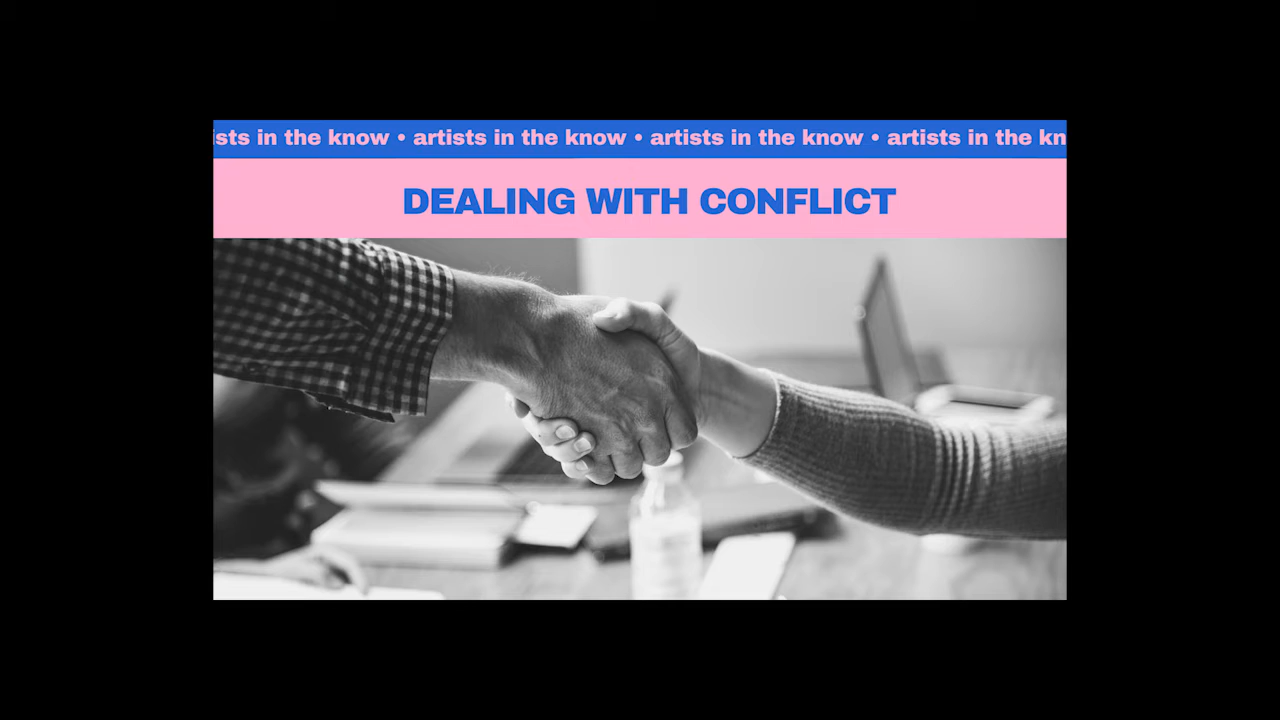 ists in the know • artists in the know • artists in the know • artists in the kn
DEALING WITH CONFLICT